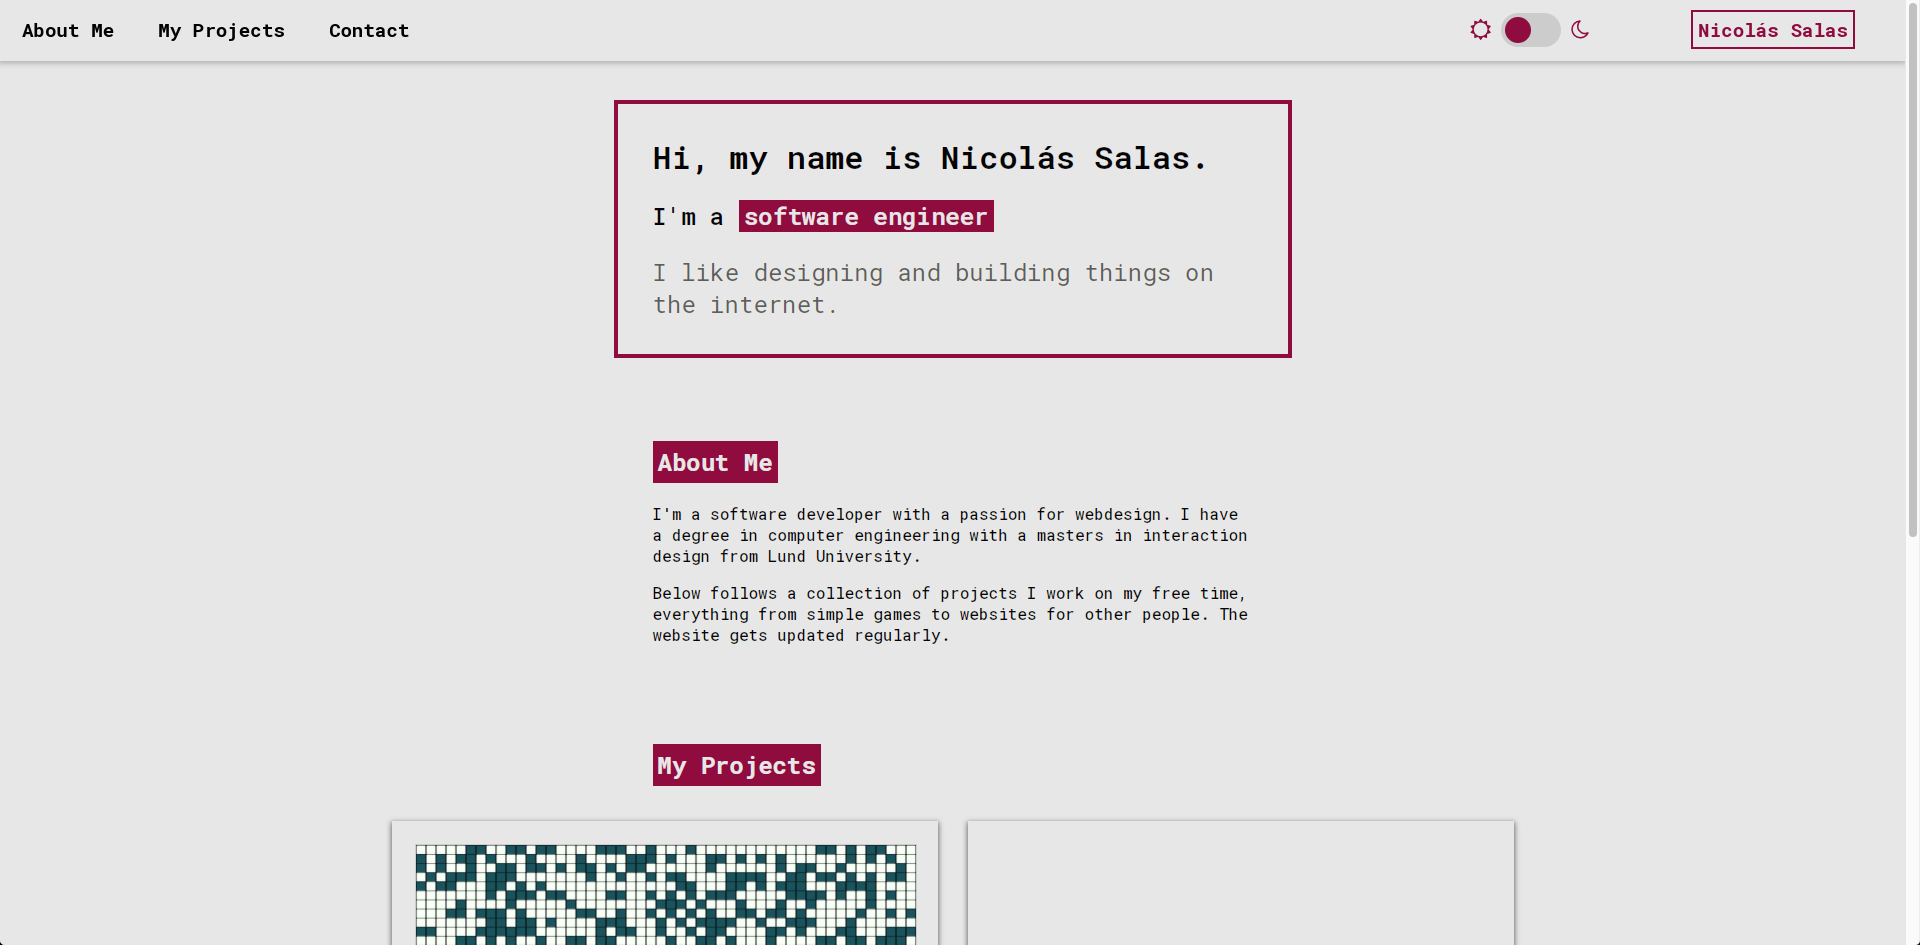 About Me
My Projects
Contact
Nicolás Salas
Hi, my name is Nicolás Salas.
I'm a software engineer
I like designing and building things on
the internet.
About Me
I'm a software developer with a passion for webdesign. I have
a degree in computer engineering with a masters in interaction
design from Lund University.
Below follows a collection of projects I work on my free time,
everything from simple games to websites for other people. The
website gets updated regularly.
My Projects